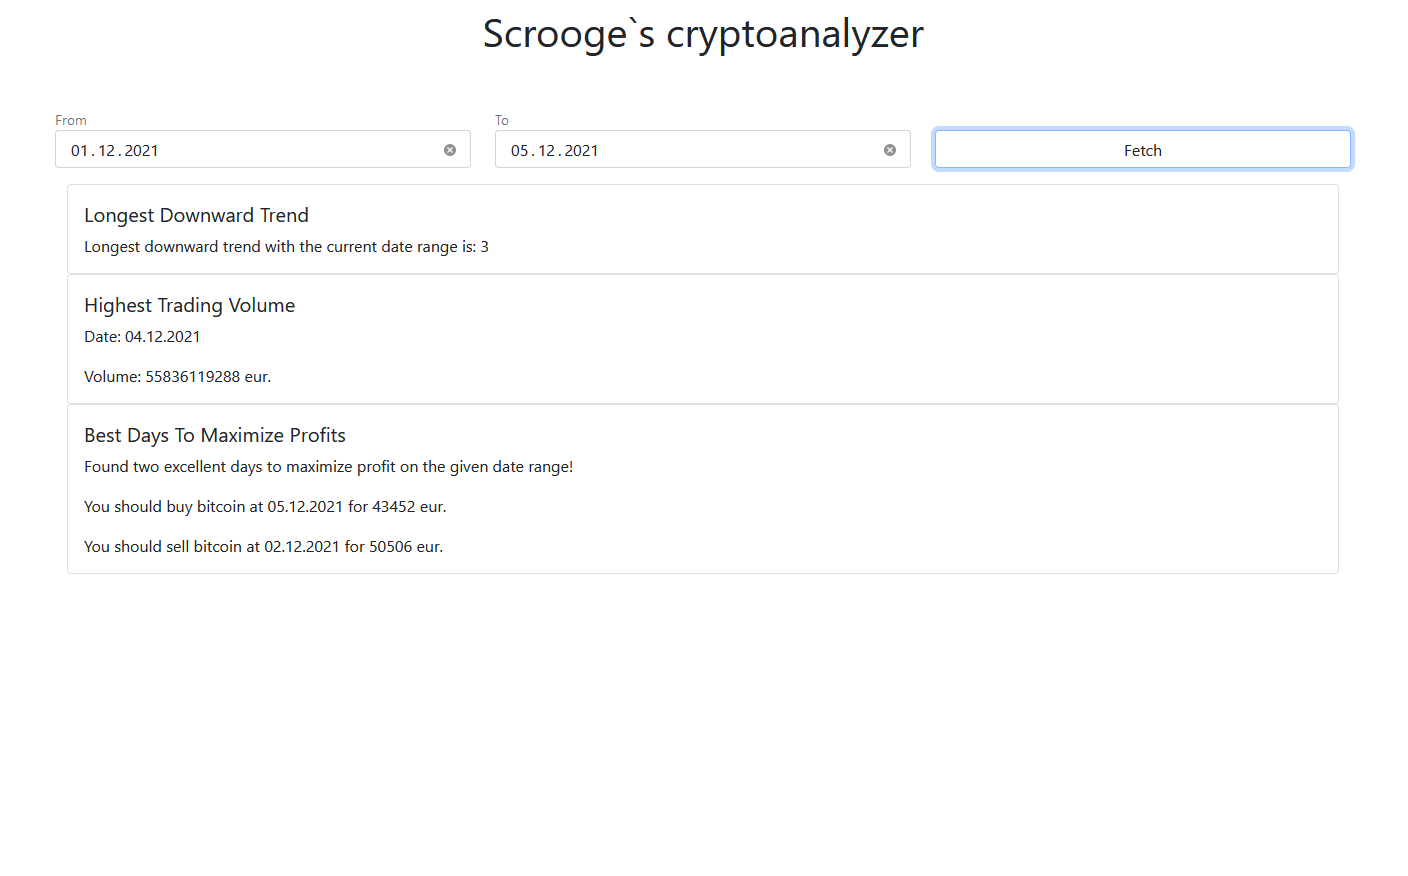 Scrooge`s cryptoanalyzer
From
To
01.12.2021
05.12.2021
Fetch
Longest Downward Trend
Longest downward trend with the current date range is: 3
Highest Trading Volume
Date: 04.12.2021
Volume: 55836119288 eur.
Best Days To Maximize Profits
Found two excellent days to maximize profit on the given date range!
You should buy bitcoin at 05.12.2021 for 43452 eur.
You should sell bitcoin at 02.12.2021 for 50506 eur.